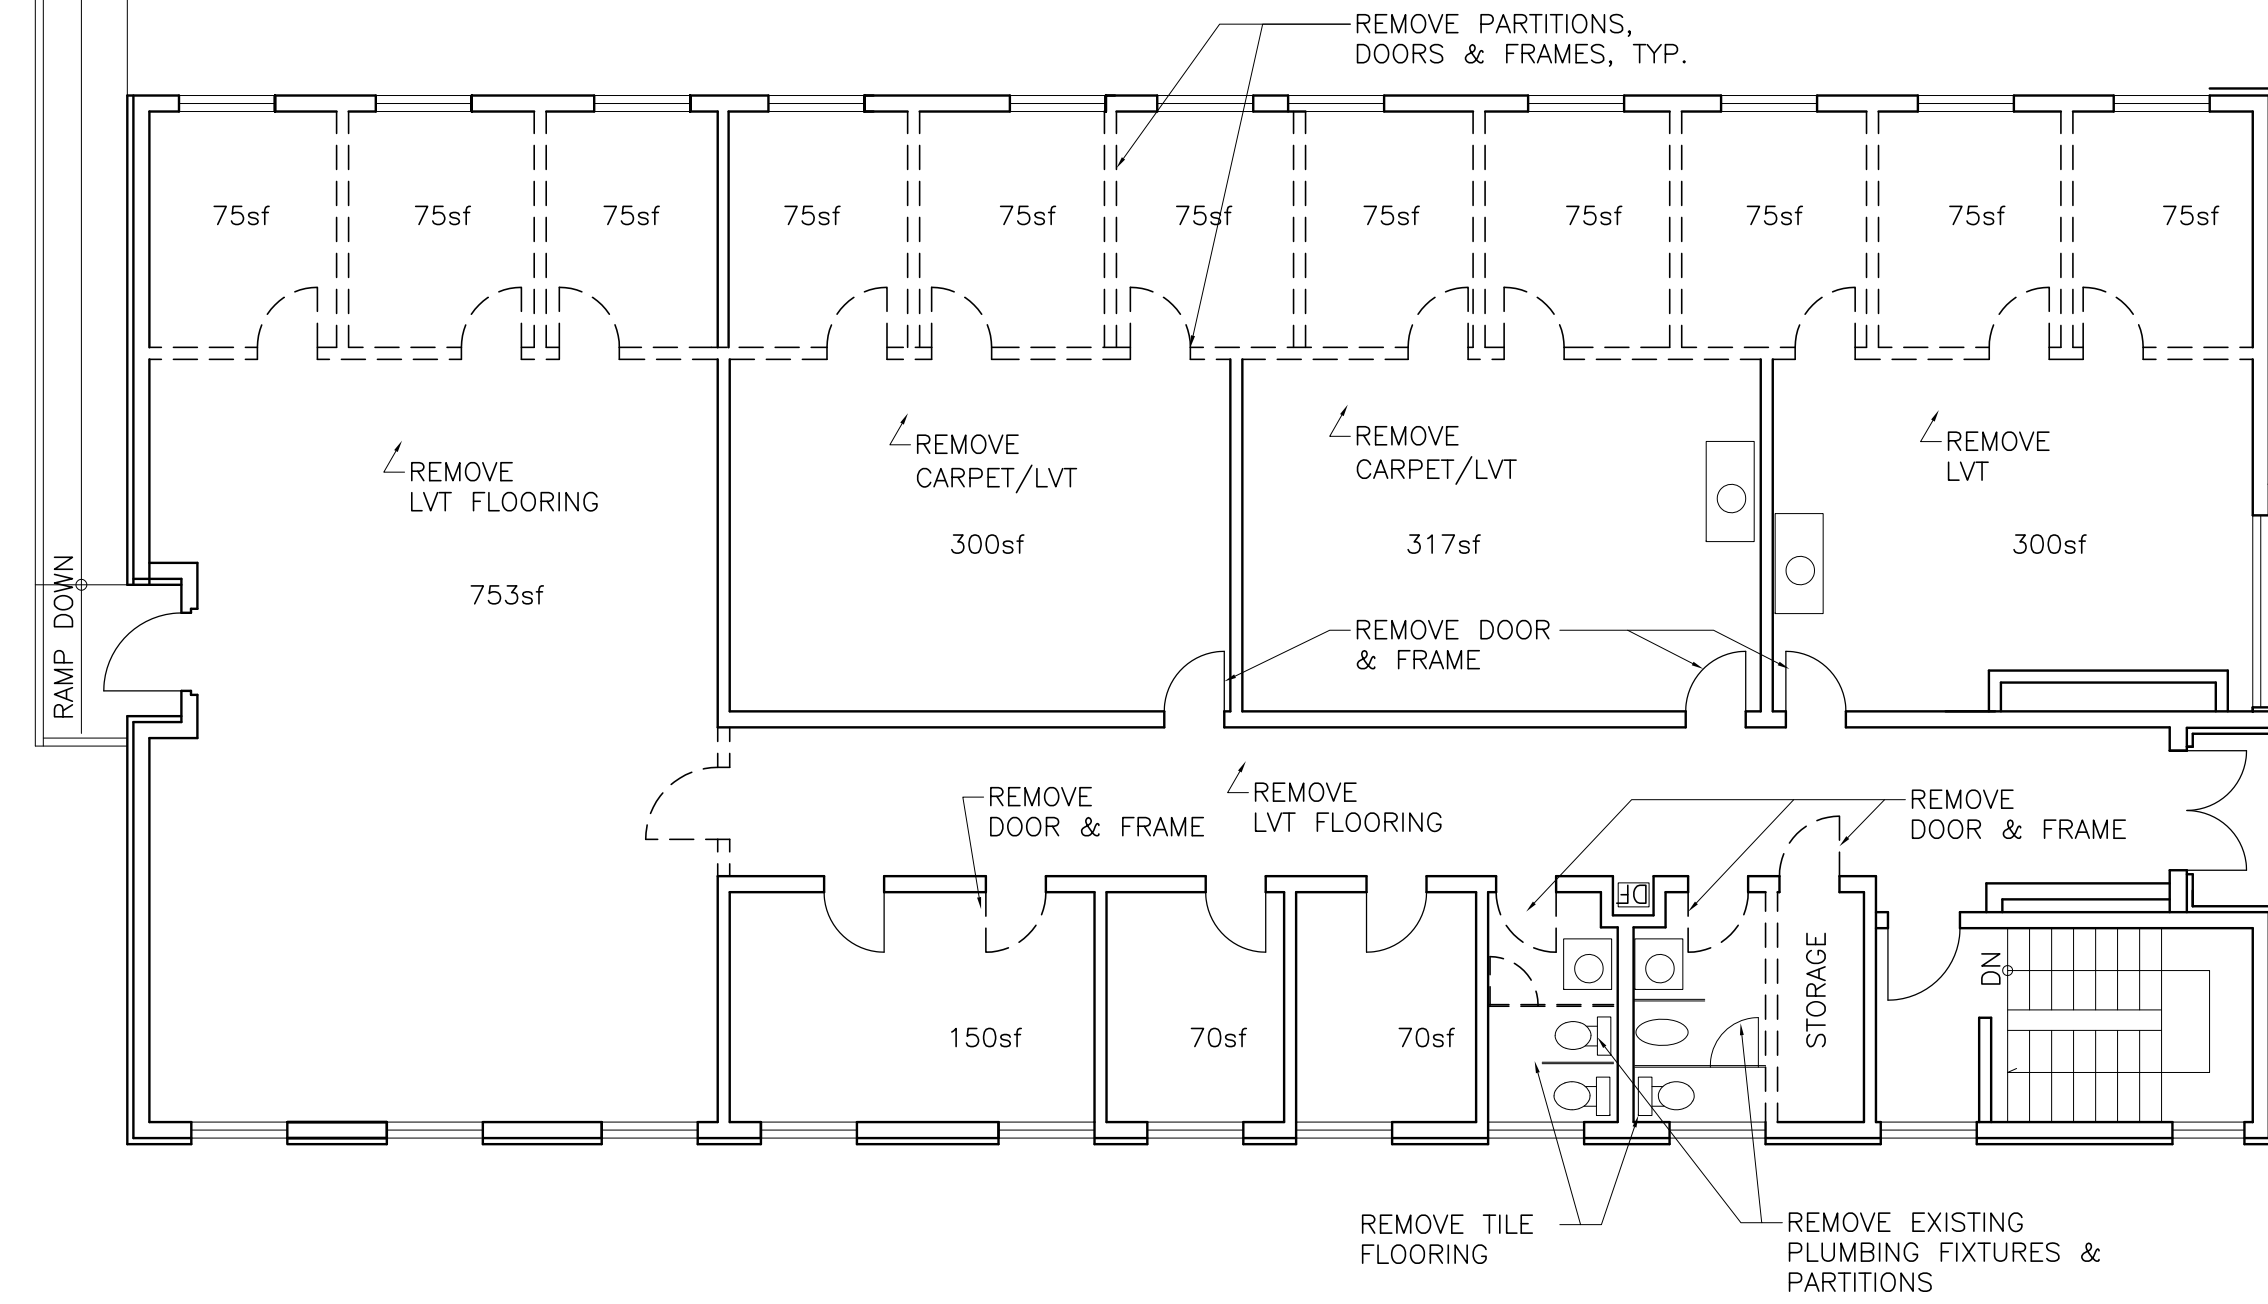 REMOVE PARTITIONS,
DOORS & FRAMES, TYP.
75sf
75sf
75sf
75sf
75sf
75sf
75sf
75sf
75sf
75sf
75sf
REMOVE
LVT FLOORING
REMOVE
CARPET/LVT
REMOVE
CARPET/LVT
REMOVE
LVT
753sf
300sf
317sf
300sf
RAMP DOWN
REMOVE DOOR
& FRAME
REMOVE
DOOR & FRAME
REMOVE
LVT FLOORING
REMOVE
DOOR & FRAME
DF
STORAGE
DN
150sf
70sf
70sf
REMOVE TILE
FLOORING
REMOVE EXISTING
PLUMBING FIXTURES &
PARTITIONS